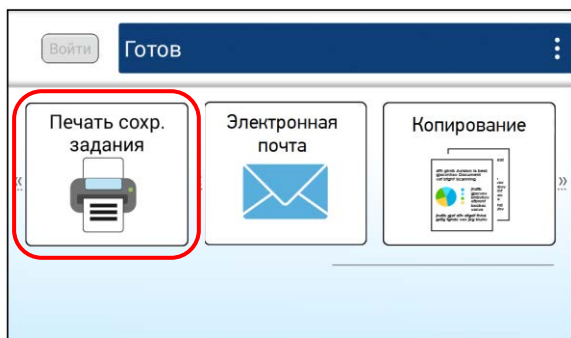 Войти
Готов
Печать сохр.
задания
Электронная
почта
Копирование
«
»